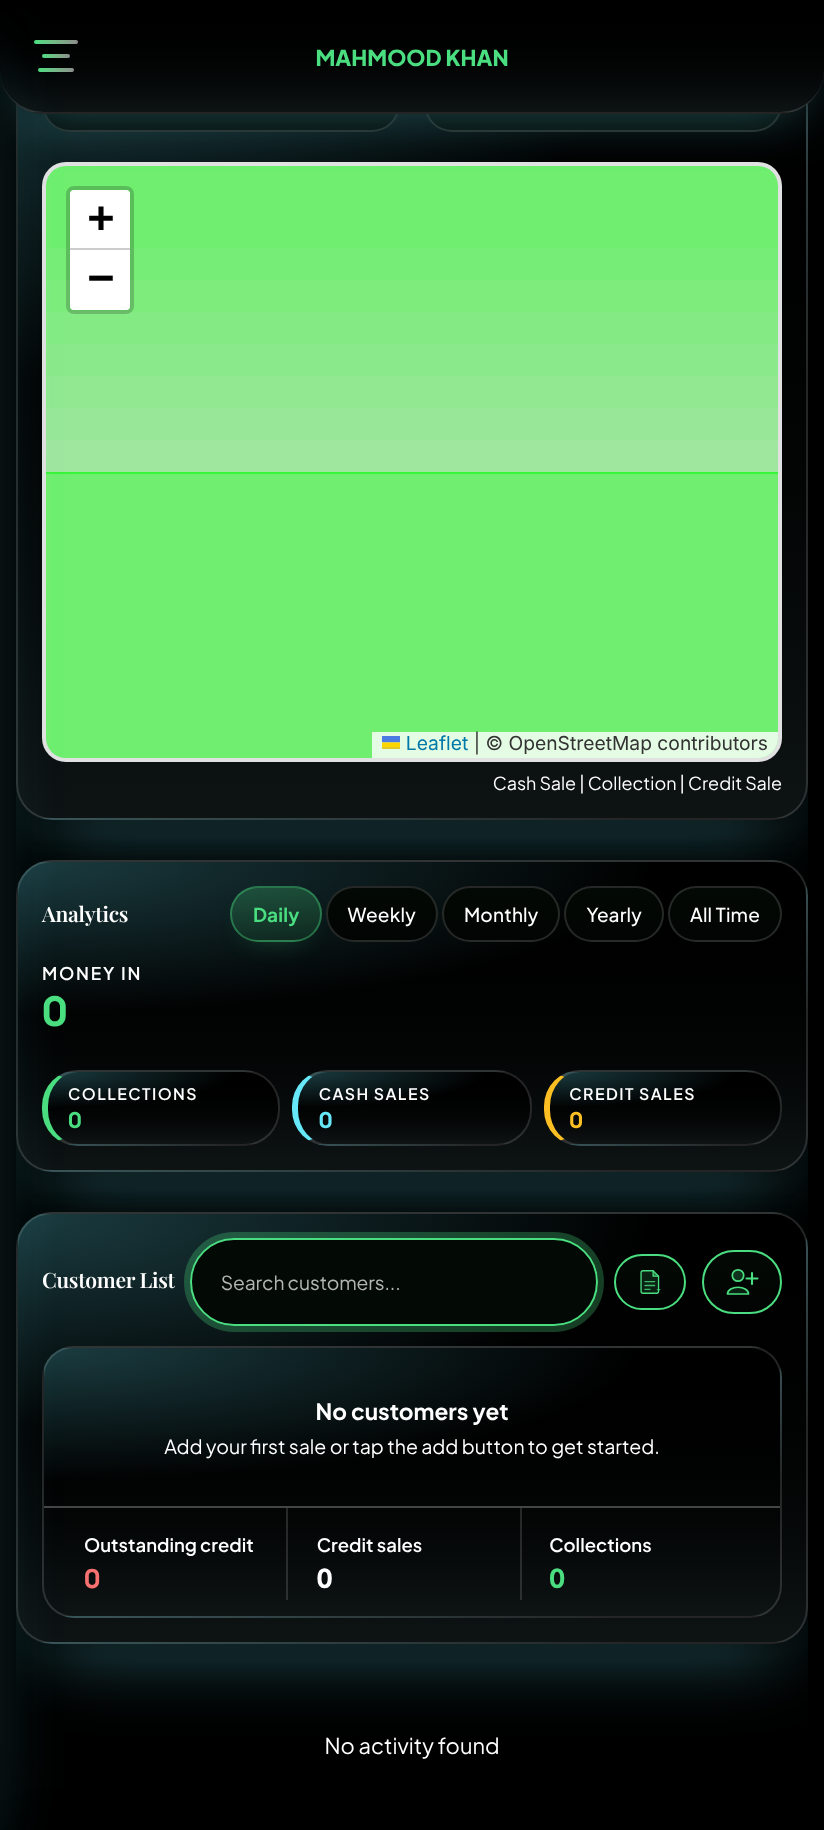 MAHMOOD KHAN
+
−
Leaflet | © OpenStreetMap contributors
Cash Sale | Collection | Credit Sale
Analytics
Daily
Weekly
Monthly
Yearly
All Time
MONEY IN
0
COLLECTIONS
0
CASH SALES
0
CREDIT SALES
0
Customer List
Search customers...
No customers yet
Add your first sale or tap the add button to get started.
Outstanding credit
0
Credit sales
0
Collections
0
No activity found